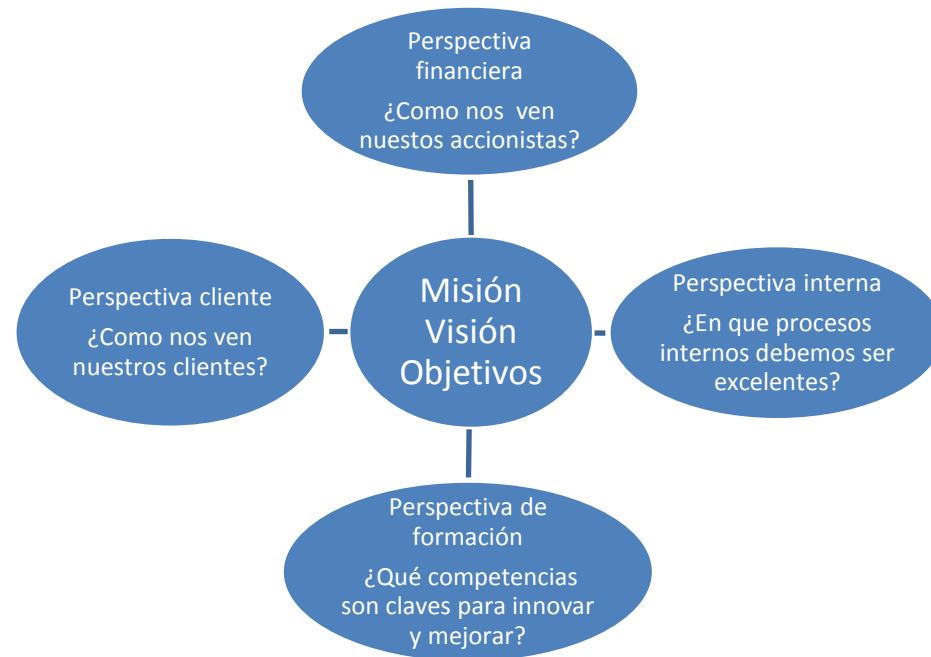 Perspectiva
financiera
¿Como nos ven
nuestos accionistas?
Perspectiva cliente
¿Como nos ven
nuestros clientes?
Misión
Visión
Objetivos
Perspectiva interna
¿En que procesos
internos debemos ser
excelentes?
Perspectiva de
formación
¿Qué competencias
son claves para innovar
y mejorar?